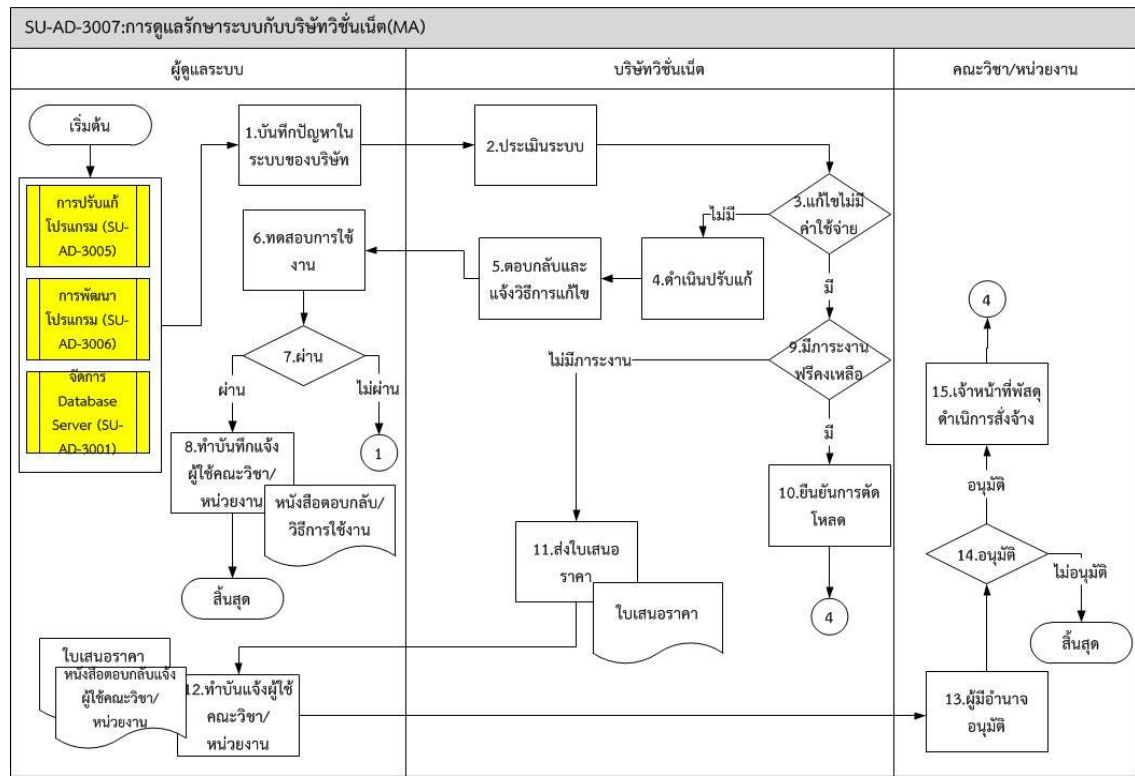 SU-AD-3007:การดูแลรักษาระบบกับบริษัทวิชั่นเน็ต(MA)
ผู้ดูแลระบบ
บริษัทวิชั่นเน็ต
คณะวิชา/หน่วยงาน
เริ่มต้น
การปรับแก้
โปรแกรม (SU-
AD-3005)
การพัฒนา
โปรแกรม (SU-
AD-3006)
จัดการ
Database
Server (SU-
AD-3001)
1.บันทึกปัญหาใน
ระบบของบริษัท
2.ประเมินระบบ
3.แก้ไขไม่มี
ค่าใช้จ่าย
ไม่มี
มี
4.ดำเนินปรับแก้
5.ตอบกลับและ
แจ้งวิธีการแก้ไข
6.ทดสอบการใช้
งาน
7.ผ่าน
ผ่าน
ไม่ผ่าน
1
8.ทำบันทึกแจ้ง
ผู้ใช้คณะวิชา/
หน่วยงาน
หนังสือตอบกลับ/
วิธีการใช้งาน
สิ้นสุด
9.มีภาระงาน
ฟรีคงเหลือ
ไม่มีภาระงาน
มี
10.ยืนยันการตัด
โหลด
4
11.ส่งใบเสนอ
ราคา
ใบเสนอราคา
ใบเสนอราคา
หนังสือตอบกลับแจ้ง
ผู้ใช้คณะวิชา/
หน่วยงาน
12.ทำบันแจ้งผู้ใช้
คณะวิชา/
หน่วยงาน
13.ผู้มีอำนาจ
อนุมัติ
14.อนุมัติ
อนุมัติ
ไม่อนุมัติ
สิ้นสุด
15.เจ้าหน้าที่พัสดุ
ดำเนิการสั่งจ้าง
4